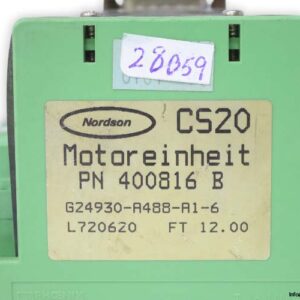 28059
Nordson
CS20
Motoreinheit
PN 400816 B
G24930-A488-A1-6
L720620 FT 12.00